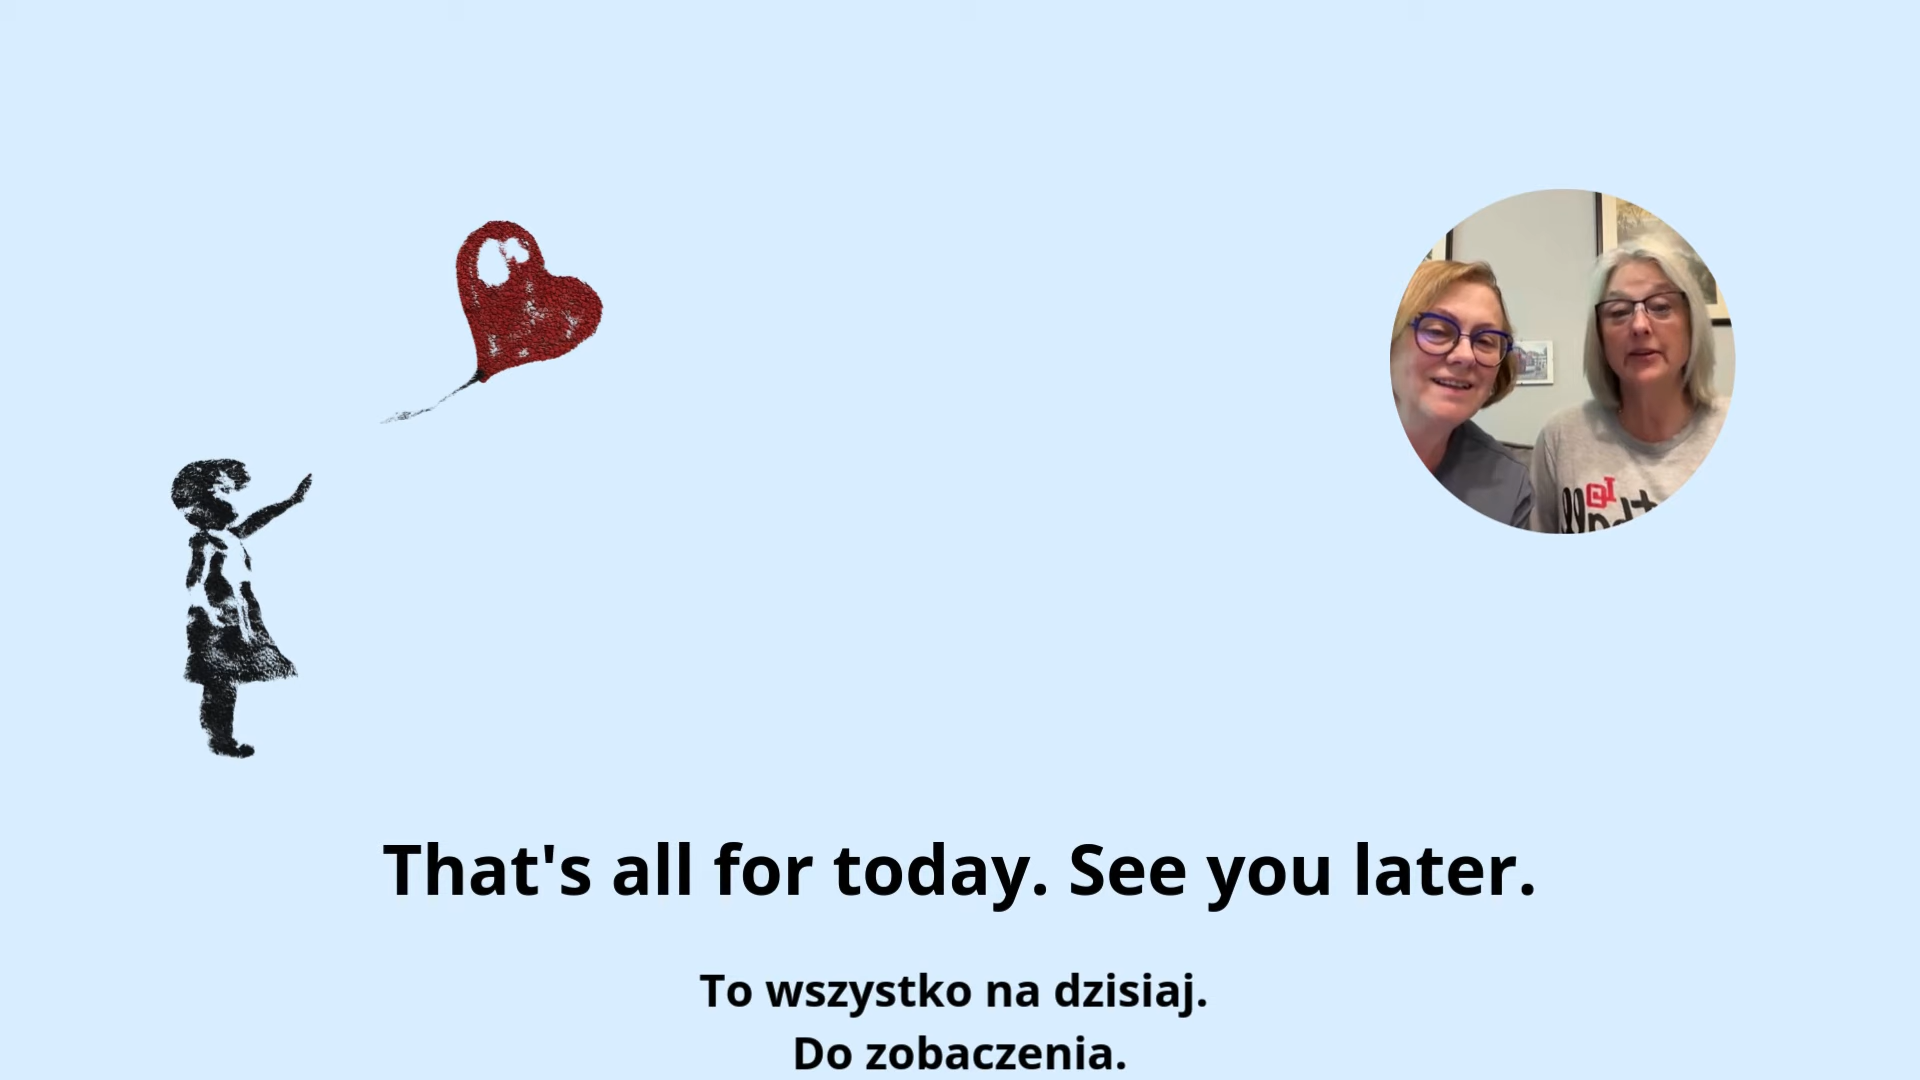 That's all for today. See you later.
To wszystko na dzisiaj.
Do zobaczenia.